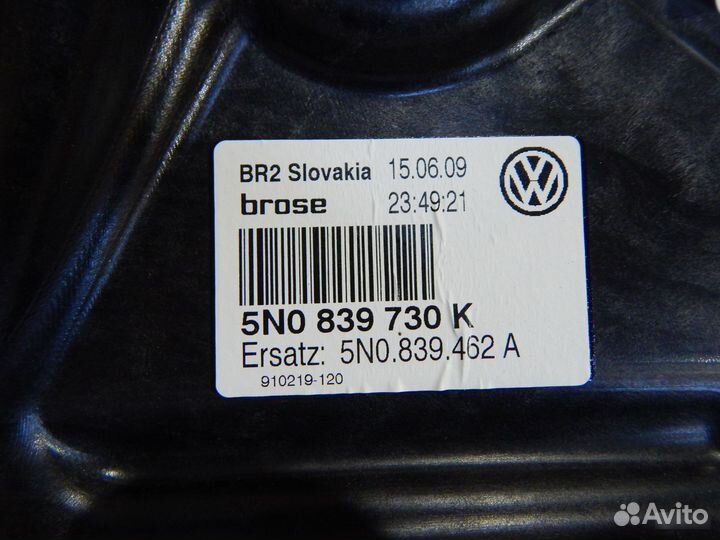 BR2 Slovakia 15.06.09
brose 23:49:21
5N0 839 730 K
Ersatz: 5N0.839.462 A
910219-120
Avito